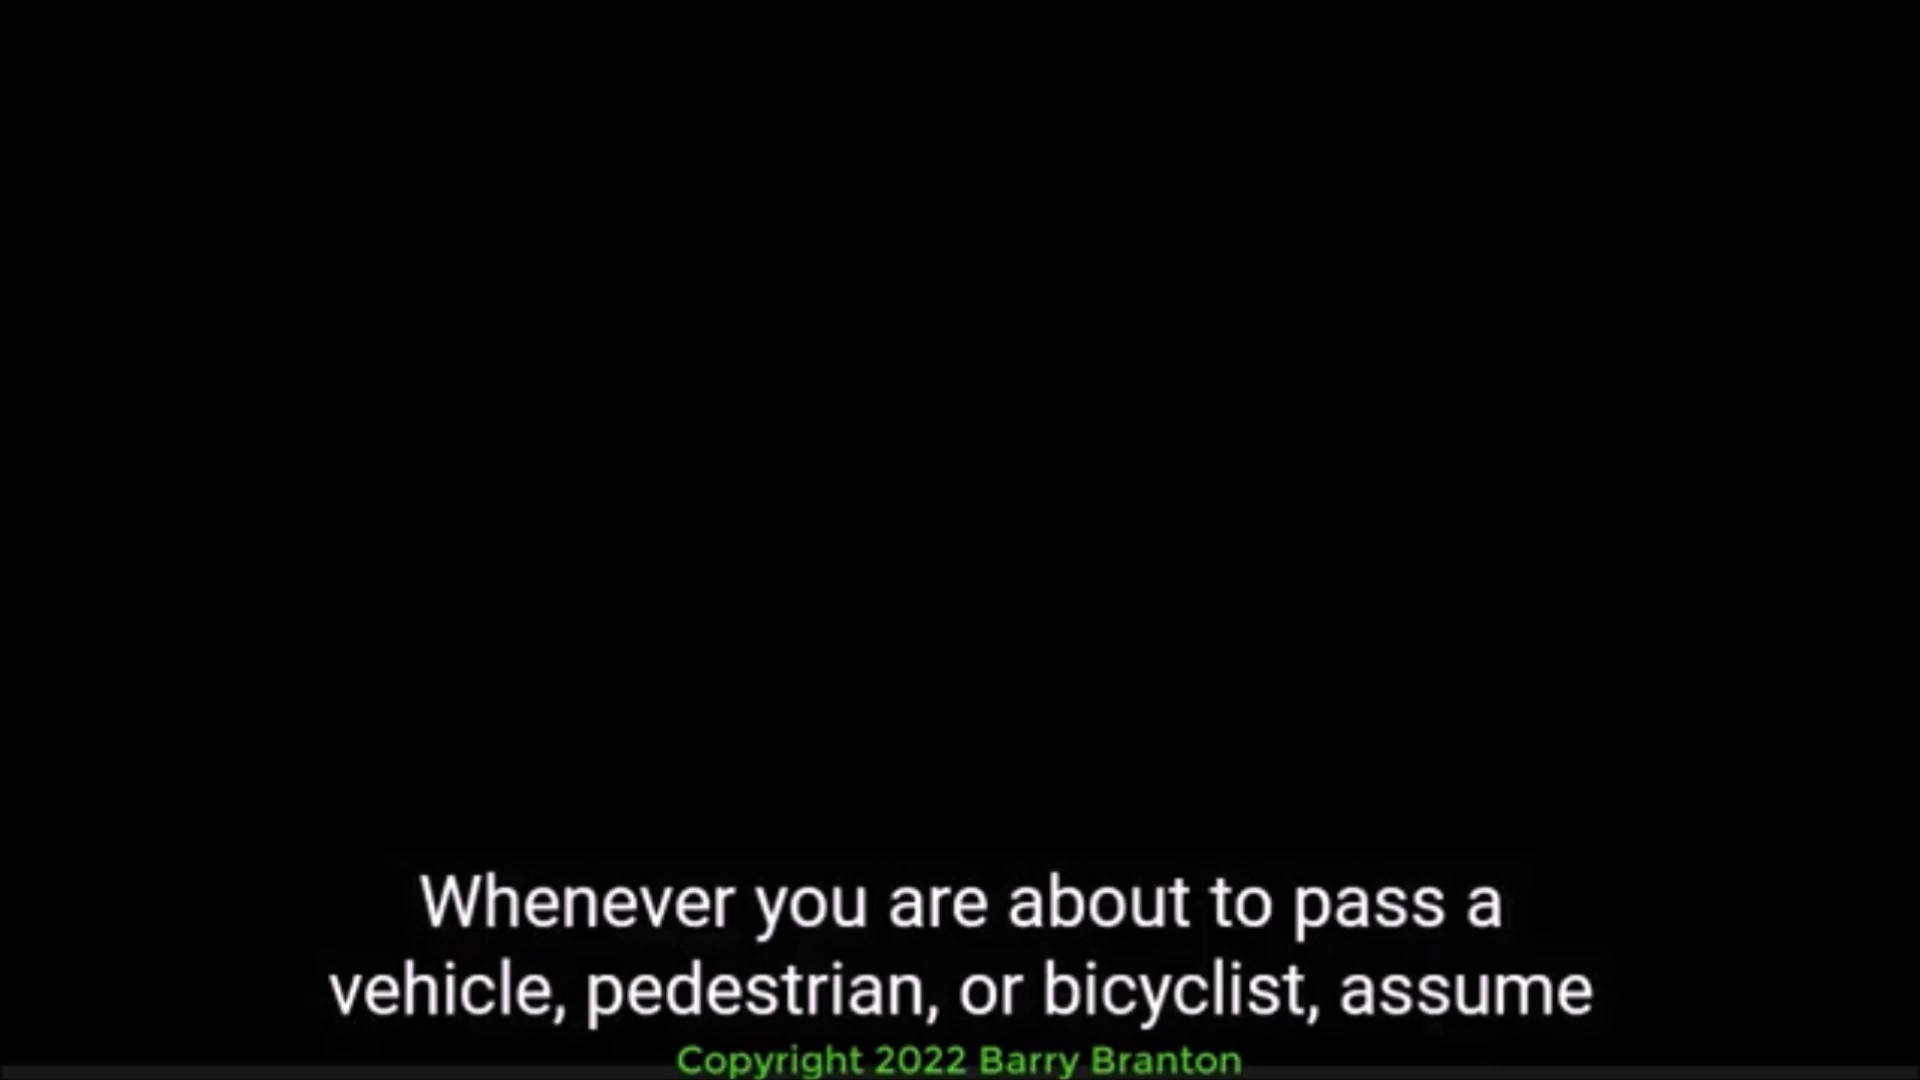 Whenever you are about to pass a
vehicle, pedestrian, or bicyclist, assume
Copyright 2022 Barry Branton